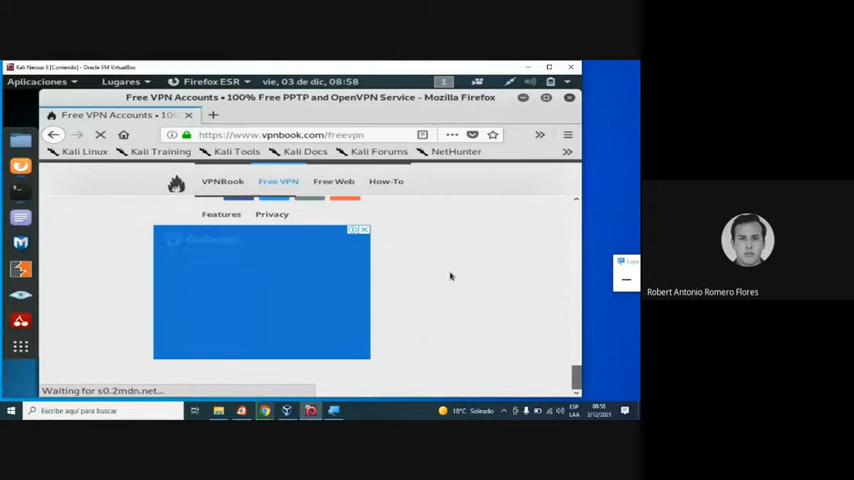 Kali Nessus II [Corriendo] - Oracle VM VirtualBox
Aplicaciones Lugares Firefox ESR vie, 03 de dic, 08:58 1
Free VPN Accounts • 100% Free PPTP and OpenVPN Service - Mozilla Firefox
Free VPN Accounts • 100
https://www.vpnbook.com/freevpn
Kali Linux Kali Training Kali Tools Kali Docs Kali Forums NetHunter
VPNBook Free VPN Free Web How-To
Features Privacy
Lupa
Robert Antonio Romero Flores
Waiting for s0.2mdn.net...
Escribe aquí para buscar 18°C Soleado ESP LAA 08:58 3/12/2021